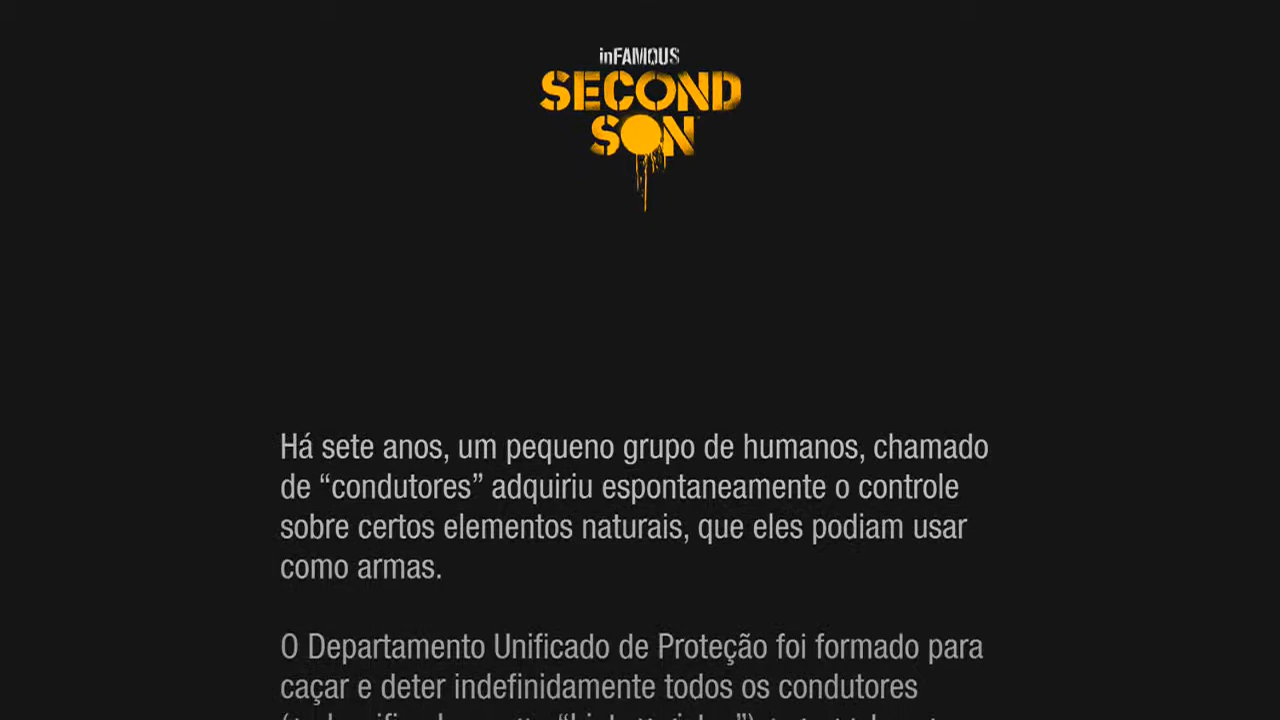 inFAMOUS
SECOND
SON
Há sete anos, um pequeno grupo de humanos, chamado
de “condutores” adquiriu espontaneamente o controle
sobre certos elementos naturais, que eles podiam usar
como armas.
O Departamento Unificado de Proteção foi formado para
caçar e deter indefinidamente todos os condutores